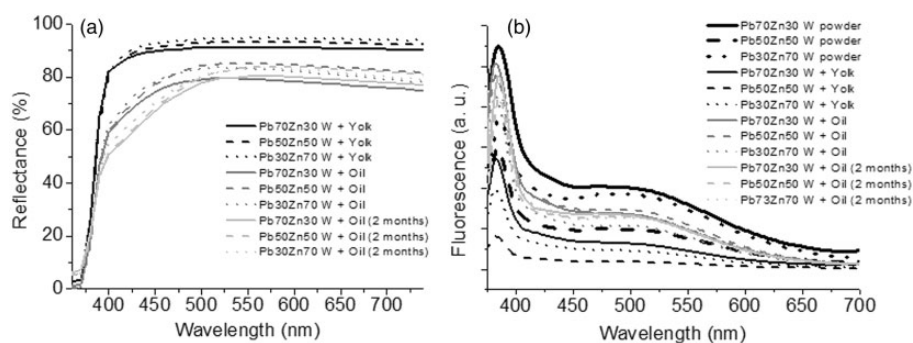 (a)
Reflectance (%)
100
80
60
40
20
0
Pb70Zn30 W + Yolk
Pb50Zn50 W + Yolk
Pb30Zn70 W + Yolk
Pb70Zn30 W + Oil
Pb50Zn50 W + Oil
Pb30Zn70 W + Oil
Pb70Zn30 W + Oil (2 months)
Pb50Zn50 W + Oil (2 months)
Pb30Zn70 W + Oil (2 months)
400 450 500 550 600 650 700
Wavelength (nm)
(b)
Fluorescence (a. u.)
Pb70Zn30 W powder
Pb50Zn50 W powder
Pb30Zn70 W powder
Pb70Zn30 W + Yolk
Pb50Zn50 W + Yolk
Pb30Zn70 W + Yolk
Pb70Zn30 W + Oil
Pb50Zn50 W + Oil
Pb30Zn70 W + Oil
Pb70Zn30 W + Oil (2 months)
Pb50Zn50 W + Oil (2 months)
Pb73Zn70 W + Oil (2 months)
400 450 500 550 600 650 700
Wavelength (nm)